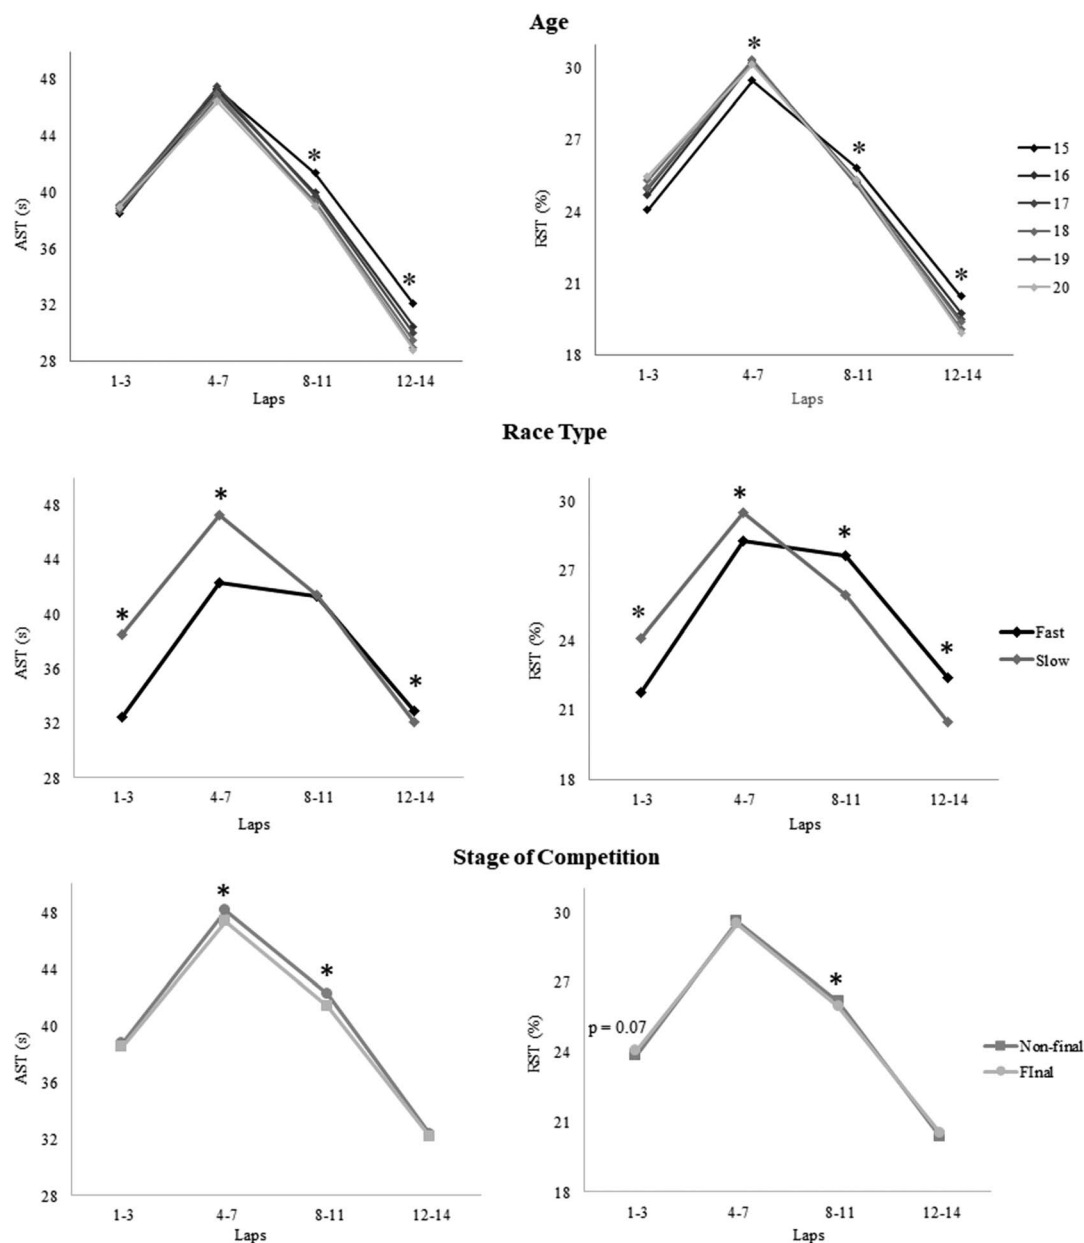 Age
AST (s)
48
44
40
36
32
28
*
*
1-3 4-7 8-11 12-14
Laps
RST (%)
30
27
24
21
18
*
*
*
1-3 4-7 8-11 12-14
Laps
15
16
17
18
19
20
Race Type
AST (s)
48
44
40
36
32
28
*
*
*
1-3 4-7 8-11 12-14
Laps
RST (%)
30
27
24
21
18
*
*
*
*
1-3 4-7 8-11 12-14
Laps
Fast
Slow
Stage of Competition
AST (s)
48
44
40
36
32
28
*
*
1-3 4-7 8-11 12-14
Laps
RST (%)
30
27
24
21
18
p = 0.07
*
1-3 4-7 8-11 12-14
Laps
Non-final
FInal